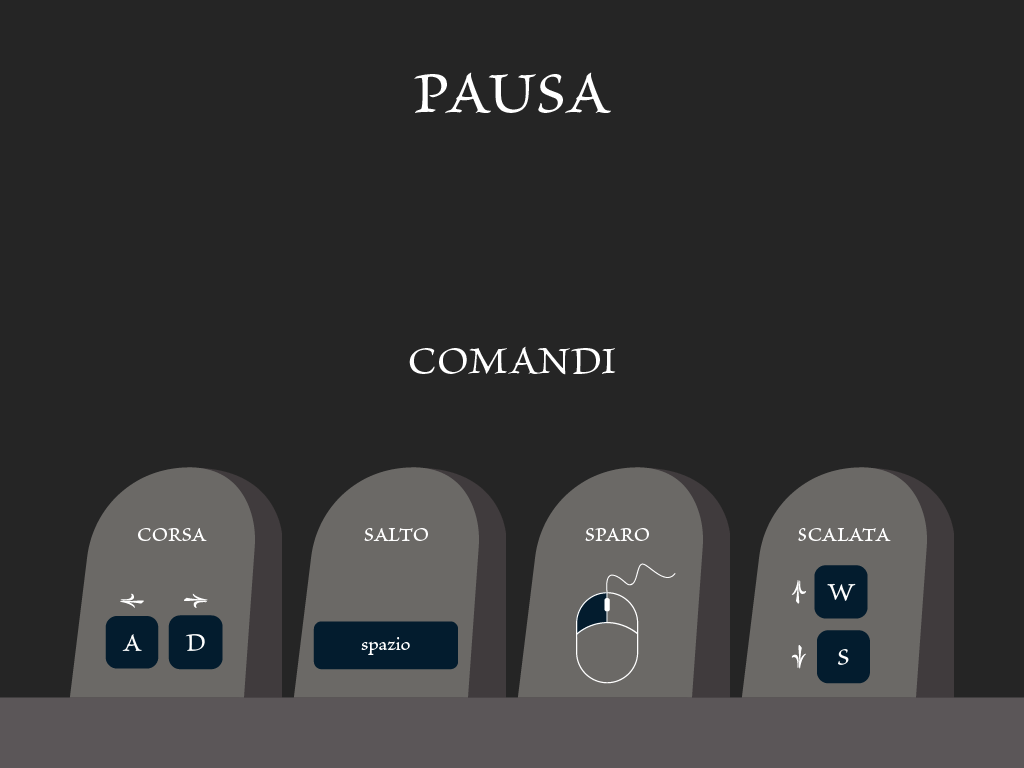 PAUSA
COMANDI
CORSA
A D
SALTO
spazio
SPARO
SCALATA
W
S